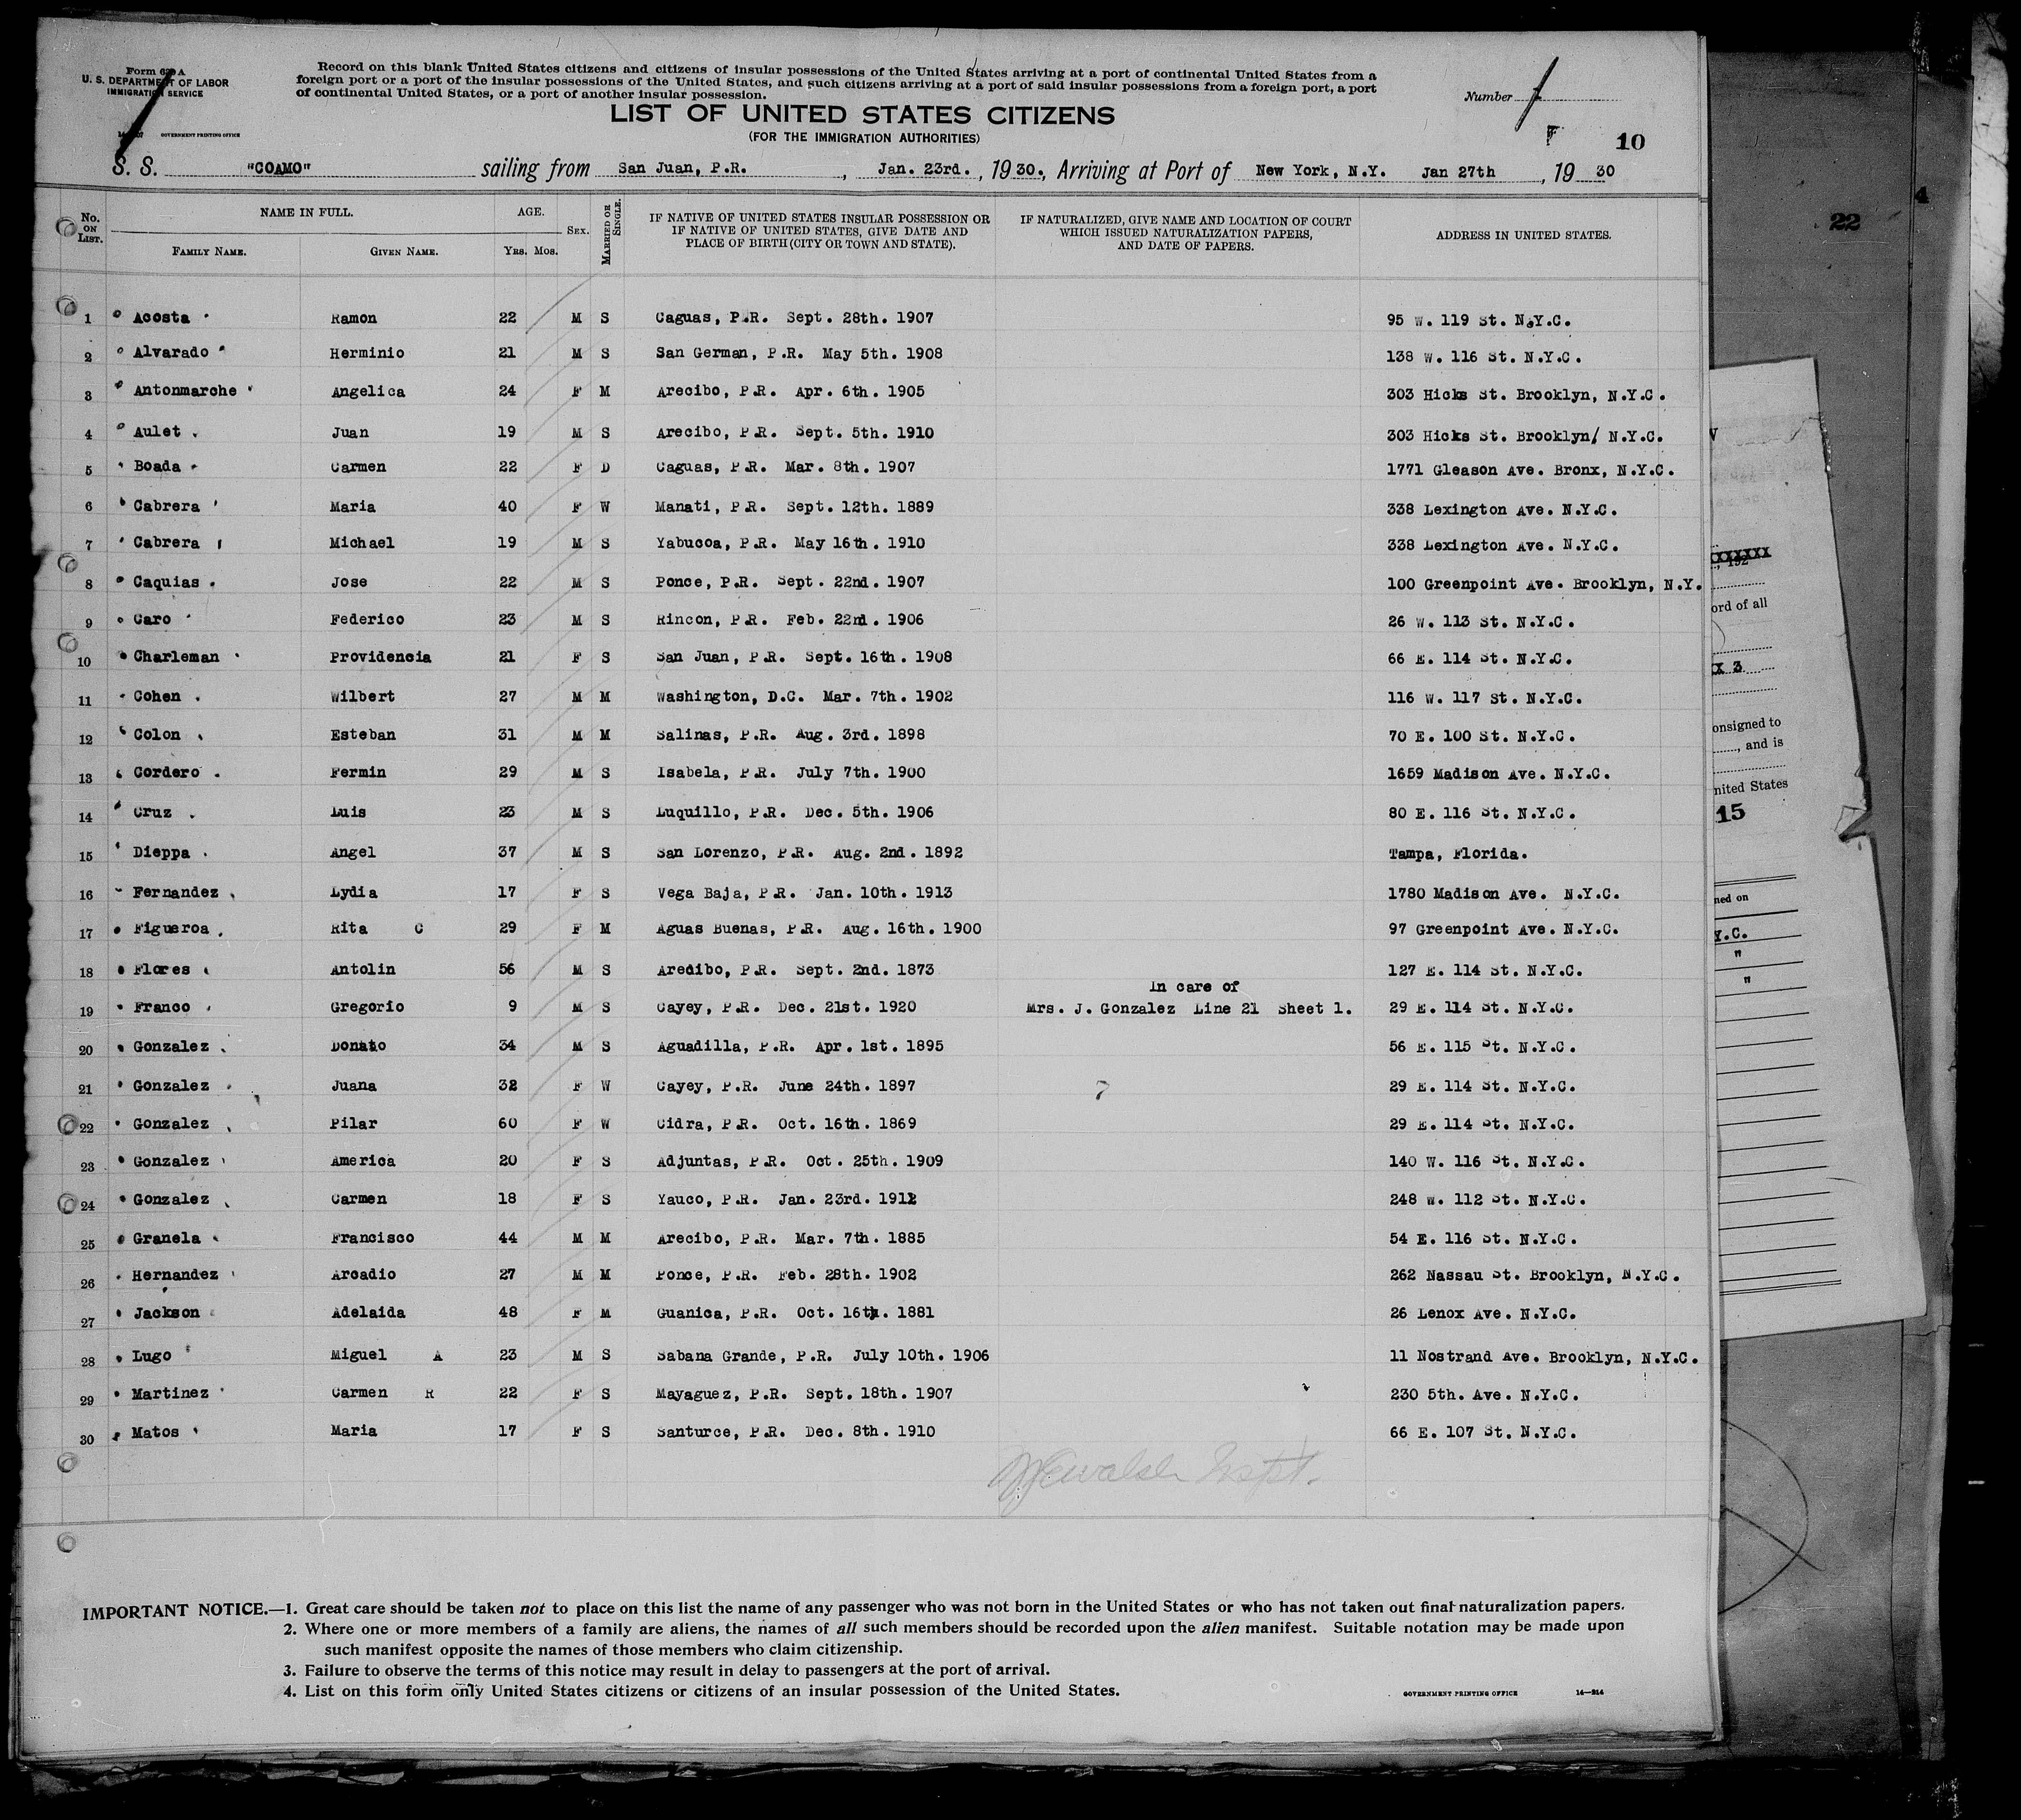 Form 630 A
U. S. DEPARTMENT OF LABOR
IMMIGRATION SERVICE
GOVERNMENT PRINTING OFFICE
Record on this blank United States citizens and citizens of insular possessions of the United States arriving at a port of continental United States from a
foreign port or a port of the insular possessions of the United States, and such citizens arriving at a port of said insular possessions from a foreign port, a port
of continental United States, or a port of another insular possession.
LIST OF UNITED STATES CITIZENS
(FOR THE IMMIGRATION AUTHORITIES)
Number 1
10
S. S. "COAMO" sailing from San Juan, P.R. , Jan. 23rd. , 1930., Arriving at Port of New York, N.Y. Jan 27th , 1930
No. ON LIST. NAME IN FULL. FAMILY NAME. GIVEN NAME. AGE. YRS. MOS. SEX. MARRIED OR SINGLE. IF NATIVE OF UNITED STATES INSULAR POSSESSION OR IF NATIVE OF UNITED STATES, GIVE DATE AND PLACE OF BIRTH (CITY OR TOWN AND STATE). IF NATURALIZED, GIVE NAME AND LOCATION OF COURT WHICH ISSUED NATURALIZATION PAPERS, AND DATE OF PAPERS. ADDRESS IN UNITED STATES.
1 Acosta Ramon 22 M S Caguas, P.R. Sept. 28th. 1907 95 W. 119 St. N.Y.C.
2 Alvarado Herminio 21 M S San German, P.R. May 5th. 1908 138 W. 116 St. N.Y.C.
3 Antonmarche Angelica 24 F M Arecibo, P.R. Apr. 6th. 1905 303 Hicks St. Brooklyn, N.Y.C.
4 Aulet Juan 19 M S Arecibo, P.R. Sept. 5th. 1910 303 Hicks St. Brooklyn/ N.Y.C.
5 Boada Carmen 22 F D Caguas, P.R. Mar. 8th. 1907 1771 Gleason Ave. Bronx, N.Y.C.
6 Cabrera Maria 40 F W Manati, P.R. Sept. 12th. 1889 338 Lexington Ave. N.Y.C.
7 Cabrera Michael 19 M S Yabucoa, P.R. May 16th. 1910 338 Lexington Ave. N.Y.C.
8 Caquias Jose 22 M S Ponce, P.R. Sept. 22nd. 1907 100 Greenpoint Ave. Brooklyn, N.Y.
9 Caro Federico 23 M S Rincon, P.R. Feb. 22nd. 1906 26 W. 113 St. N.Y.C.
10 Charleman Providencia 21 F S San Juan, P.R. Sept. 16th. 1908 66 E. 114 St. N.Y.C.
11 Cohen Wilbert 27 M M Washington, D.C. Mar. 7th. 1902 116 W. 117 St. N.Y.C.
12 Colon Esteban 31 M M Salinas, P.R. Aug. 3rd. 1898 70 E. 100 St. N.Y.C.
13 Cordero Fermin 29 M S Isabela, P.R. July 7th. 1900 1659 Madison Ave. N.Y.C.
14 Cruz Luis 23 M S Luquillo, P.R. Dec. 5th. 1906 80 E. 116 St. N.Y.C.
15 Dieppa Angel 37 M S San Lorenzo, P.R. Aug. 2nd. 1892 Tampa, Florida.
16 Fernandez Lydia 17 F S Vega Baja, P.R. Jan. 10th. 1913 1780 Madison Ave. N.Y.C.
17 Figueroa Rita C 29 F M Aguas Buenas, P.R. Aug. 16th. 1900 97 Greenpoint Ave. N.Y.C.
18 Flores Antolin 56 M S Aredibo, P.R. Sept. 2nd. 1873 127 E. 114 St. N.Y.C.
In care of
19 Franco Gregorio 9 M S Cayey, P.R. Dec. 21st. 1920 Mrs. J. Gonzalez Line 21 Sheet 1. 29 E. 114 St. N.Y.C.
20 Gonzalez Donato 34 M S Aguadilla, P.R. Apr. 1st. 1895 56 E. 115 St. N.Y.C.
21 Gonzalez Juana 32 F W Cayey, P.R. June 24th. 1897 7 29 E. 114 St. N.Y.C.
22 Gonzalez Pilar 60 F W Cidra, P.R. Oct. 16th. 1869 29 E. 114 St. N.Y.C.
23 Gonzalez America 20 F S Adjuntas, P.R. Oct. 25th. 1909 140 W. 116 St. N.Y.C.
24 Gonzalez Carmen 18 F S Yauco, P.R. Jan. 23rd. 1912 248 W. 112 St. N.Y.C.
25 Granela Francisco 44 M M Arecibo, P.R. Mar. 7th. 1885 54 E. 116 St. N.Y.C.
26 Hernandez Arcadio 27 M M Ponce, P.R. Feb. 28th. 1902 262 Nassau St. Brooklyn, N.Y.C.
27 Jackson Adelaida 48 F M Guanica, P.R. Oct. 16th. 1881 26 Lenox Ave. N.Y.C.
28 Lugo Miguel A 23 M S Sabana Grande, P.R. July 10th. 1906 11 Nostrand Ave. Brooklyn, N.Y.C.
29 Martinez Carmen R 22 F S Mayaguez, P.R. Sept. 18th. 1907 230 5th. Ave. N.Y.C.
30 Matos Maria 17 F S Santurce, P.R. Dec. 8th. 1910 66 E. 107 St. N.Y.C.
Walsh Inspt.
IMPORTANT NOTICE.—1. Great care should be taken not to place on this list the name of any passenger who was not born in the United States or who has not taken out final naturalization papers.
2. Where one or more members of a family are aliens, the names of all such members should be recorded upon the alien manifest. Suitable notation may be made upon
such manifest opposite the names of those members who claim citizenship.
3. Failure to observe the terms of this notice may result in delay to passengers at the port of arrival.
4. List on this form only United States citizens or citizens of an insular possession of the United States.
GOVERNMENT PRINTING OFFICE 14—214
4
22
XXXXXXX
, 192
ord of all
X 3
onsigned to
, and is
nited States
15
ned on
Y.C.
"
"